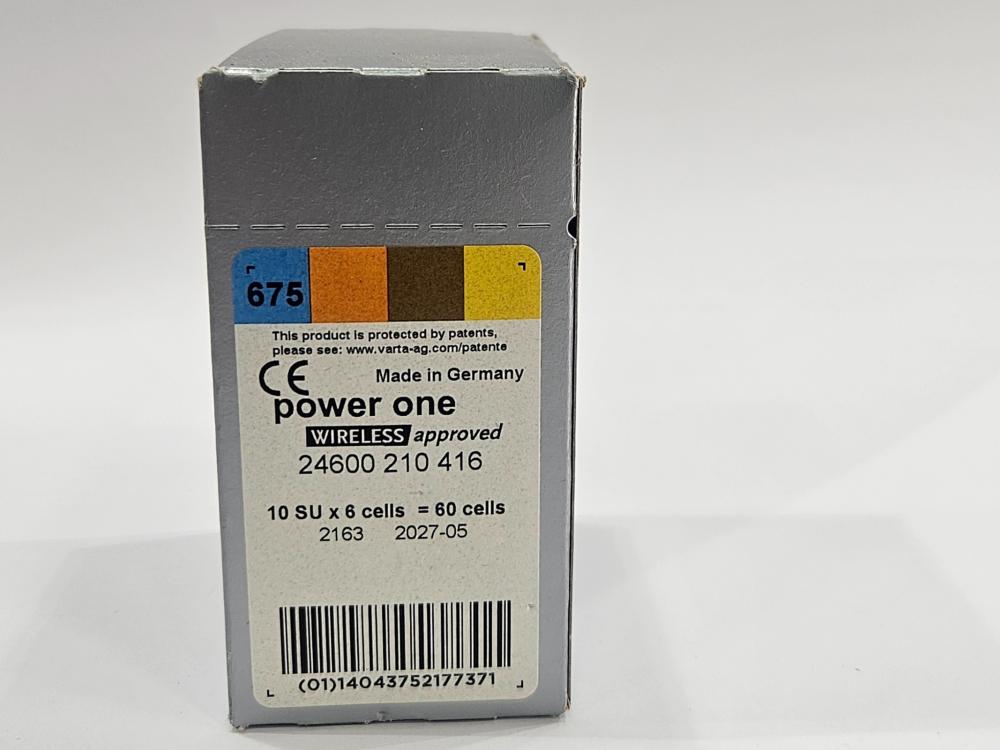 675
This product is protected by patents,
please see: www.varta-ag.com/patente
CE
Made in Germany
power one
WIRELESS approved
24600 210 416
10 SU x 6 cells = 60 cells
2163 2027-05
(01)14043752177371